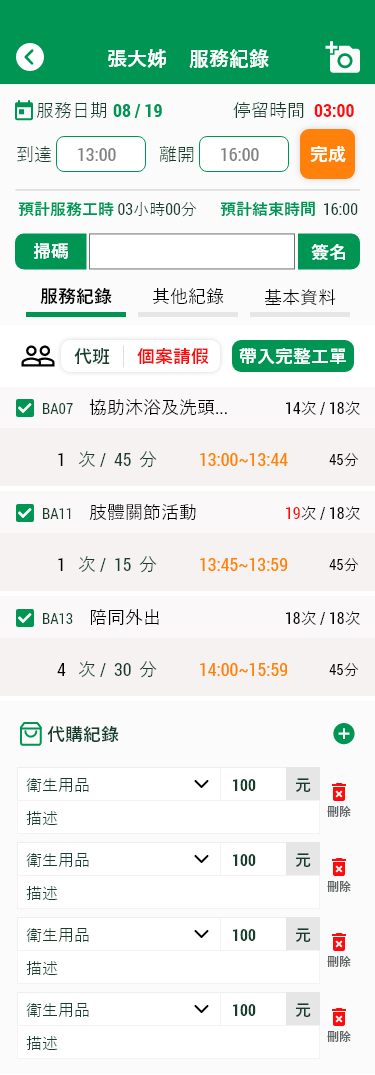 張大姊 服務紀錄
服務日期 08 / 19 停留時間 03:00
到達 13:00 離開 16:00 完成
預計服務工時 03小時00分 預計結束時間 16:00
掃碼 簽名
服務紀錄 其他紀錄 基本資料
代班 個案請假 帶入完整工單
BA07 協助沐浴及洗頭... 14次 / 18次
1 次 / 45 分 13:00~13:44 45分
BA11 肢體關節活動 19次 / 18次
1 次 / 15 分 13:45~13:59 45分
BA13 陪同外出 18次 / 18次
4 次 / 30 分 14:00~15:59 45分
代購紀錄
衛生用品 100 元
描述 刪除
衛生用品 100 元
描述 刪除
衛生用品 100 元
描述 刪除
衛生用品 100 元
描述 刪除